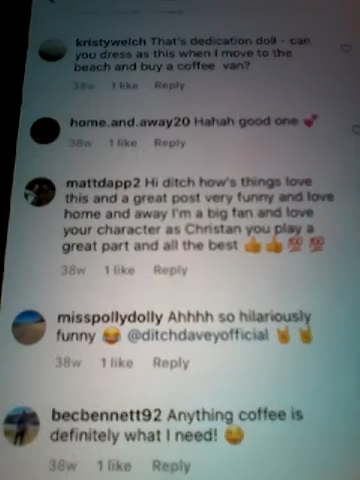 kristyweich That's dedication doll - can
you dress as this when I move to the
beach and buy a coffee van?
38w 1 like Reply
home.and.away20 Hahah good one 💕
38w 1 like Reply
mattdapp2 Hi ditch how's things love
this and a great post very funny and love
home and away I'm a big fan and love
your character as Christan you play a
great part and all the best 👍👍💯💯
38w 1 like Reply
misspollydolly Ahhhh so hilariously
funny 😂 @ditchdaveyofficial 🤘🤘
38w 1 like Reply
becbennett92 Anything coffee is
definitely what I need! 🤩
38w 1 like Reply